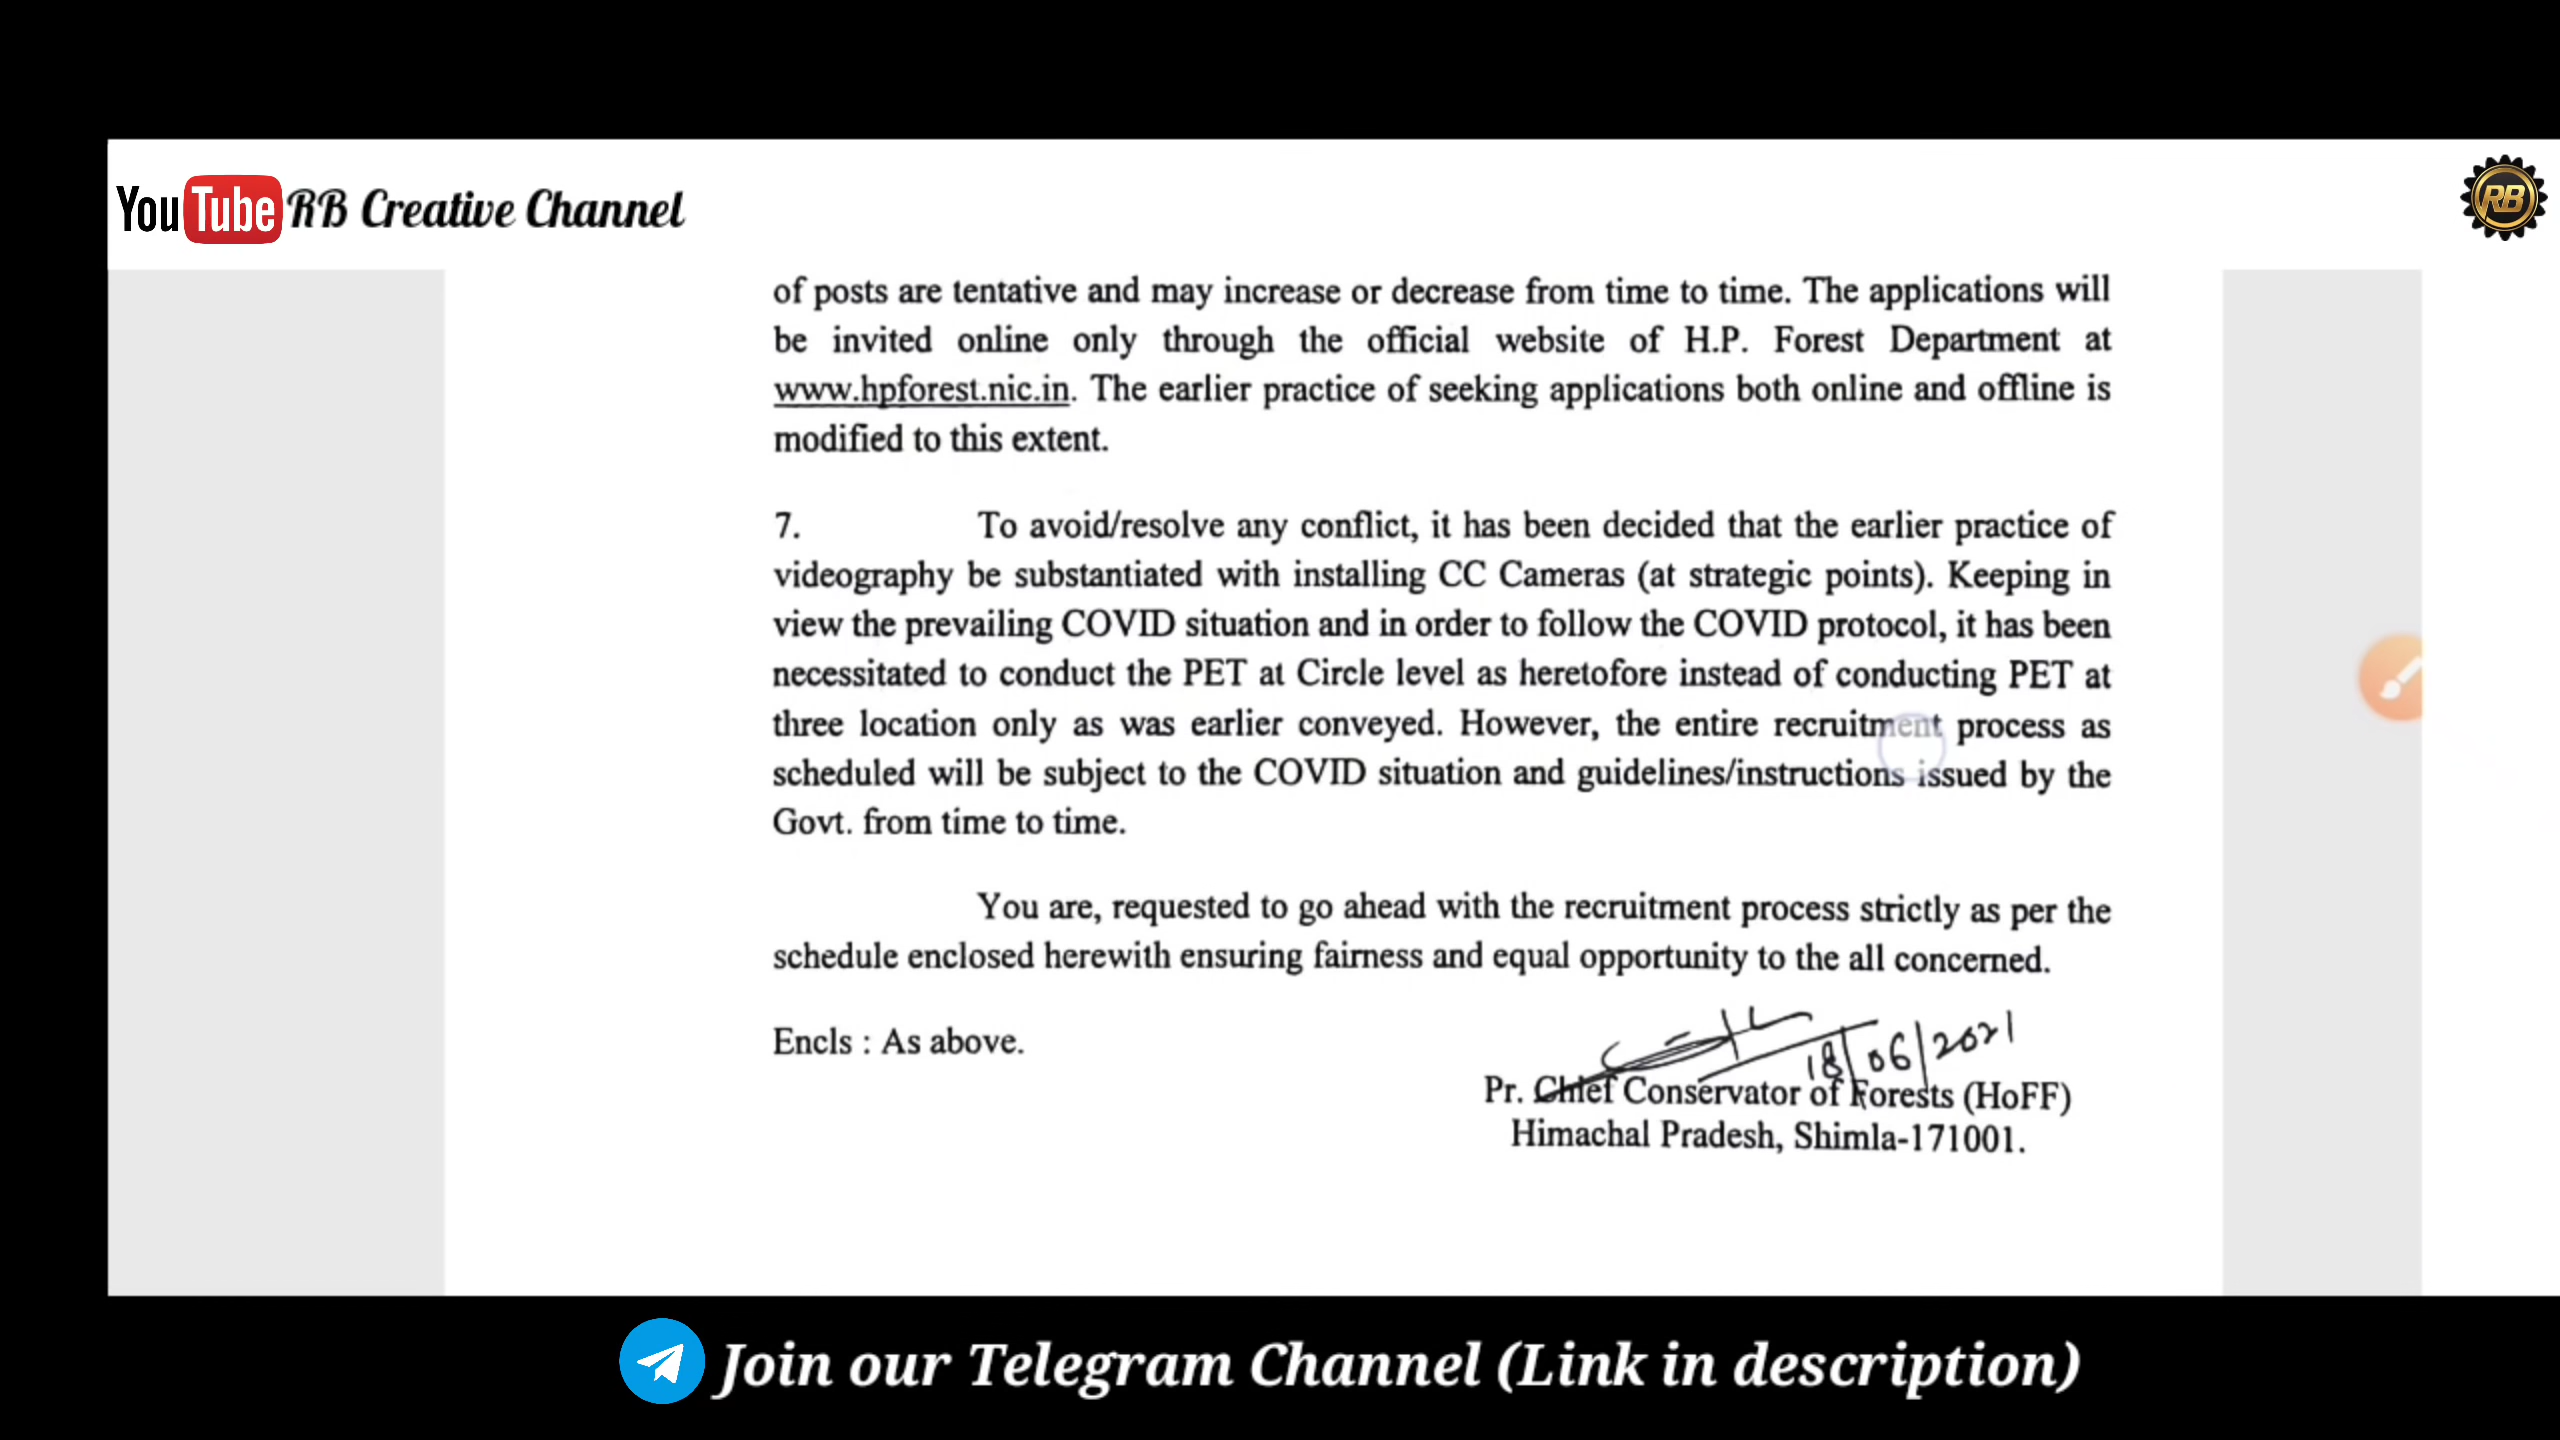 YouTube RB Creative Channel
RB
of posts are tentative and may increase or decrease from time to time. The applications will
be invited online only through the official website of H.P. Forest Department at
www.hpforest.nic.in. The earlier practice of seeking applications both online and offline is
modified to this extent.
7. To avoid/resolve any conflict, it has been decided that the earlier practice of
videography be substantiated with installing CC Cameras (at strategic points). Keeping in
view the prevailing COVID situation and in order to follow the COVID protocol, it has been
necessitated to conduct the PET at Circle level as heretofore instead of conducting PET at
three location only as was earlier conveyed. However, the entire recruitment process as
scheduled will be subject to the COVID situation and guidelines/instructions issued by the
Govt. from time to time.
You are, requested to go ahead with the recruitment process strictly as per the
schedule enclosed herewith ensuring fairness and equal opportunity to the all concerned.
Encls : As above.
18/06/2021
Pr. Chief Conservator of Forests (HoFF)
Himachal Pradesh, Shimla-171001.
Join our Telegram Channel (Link in description)